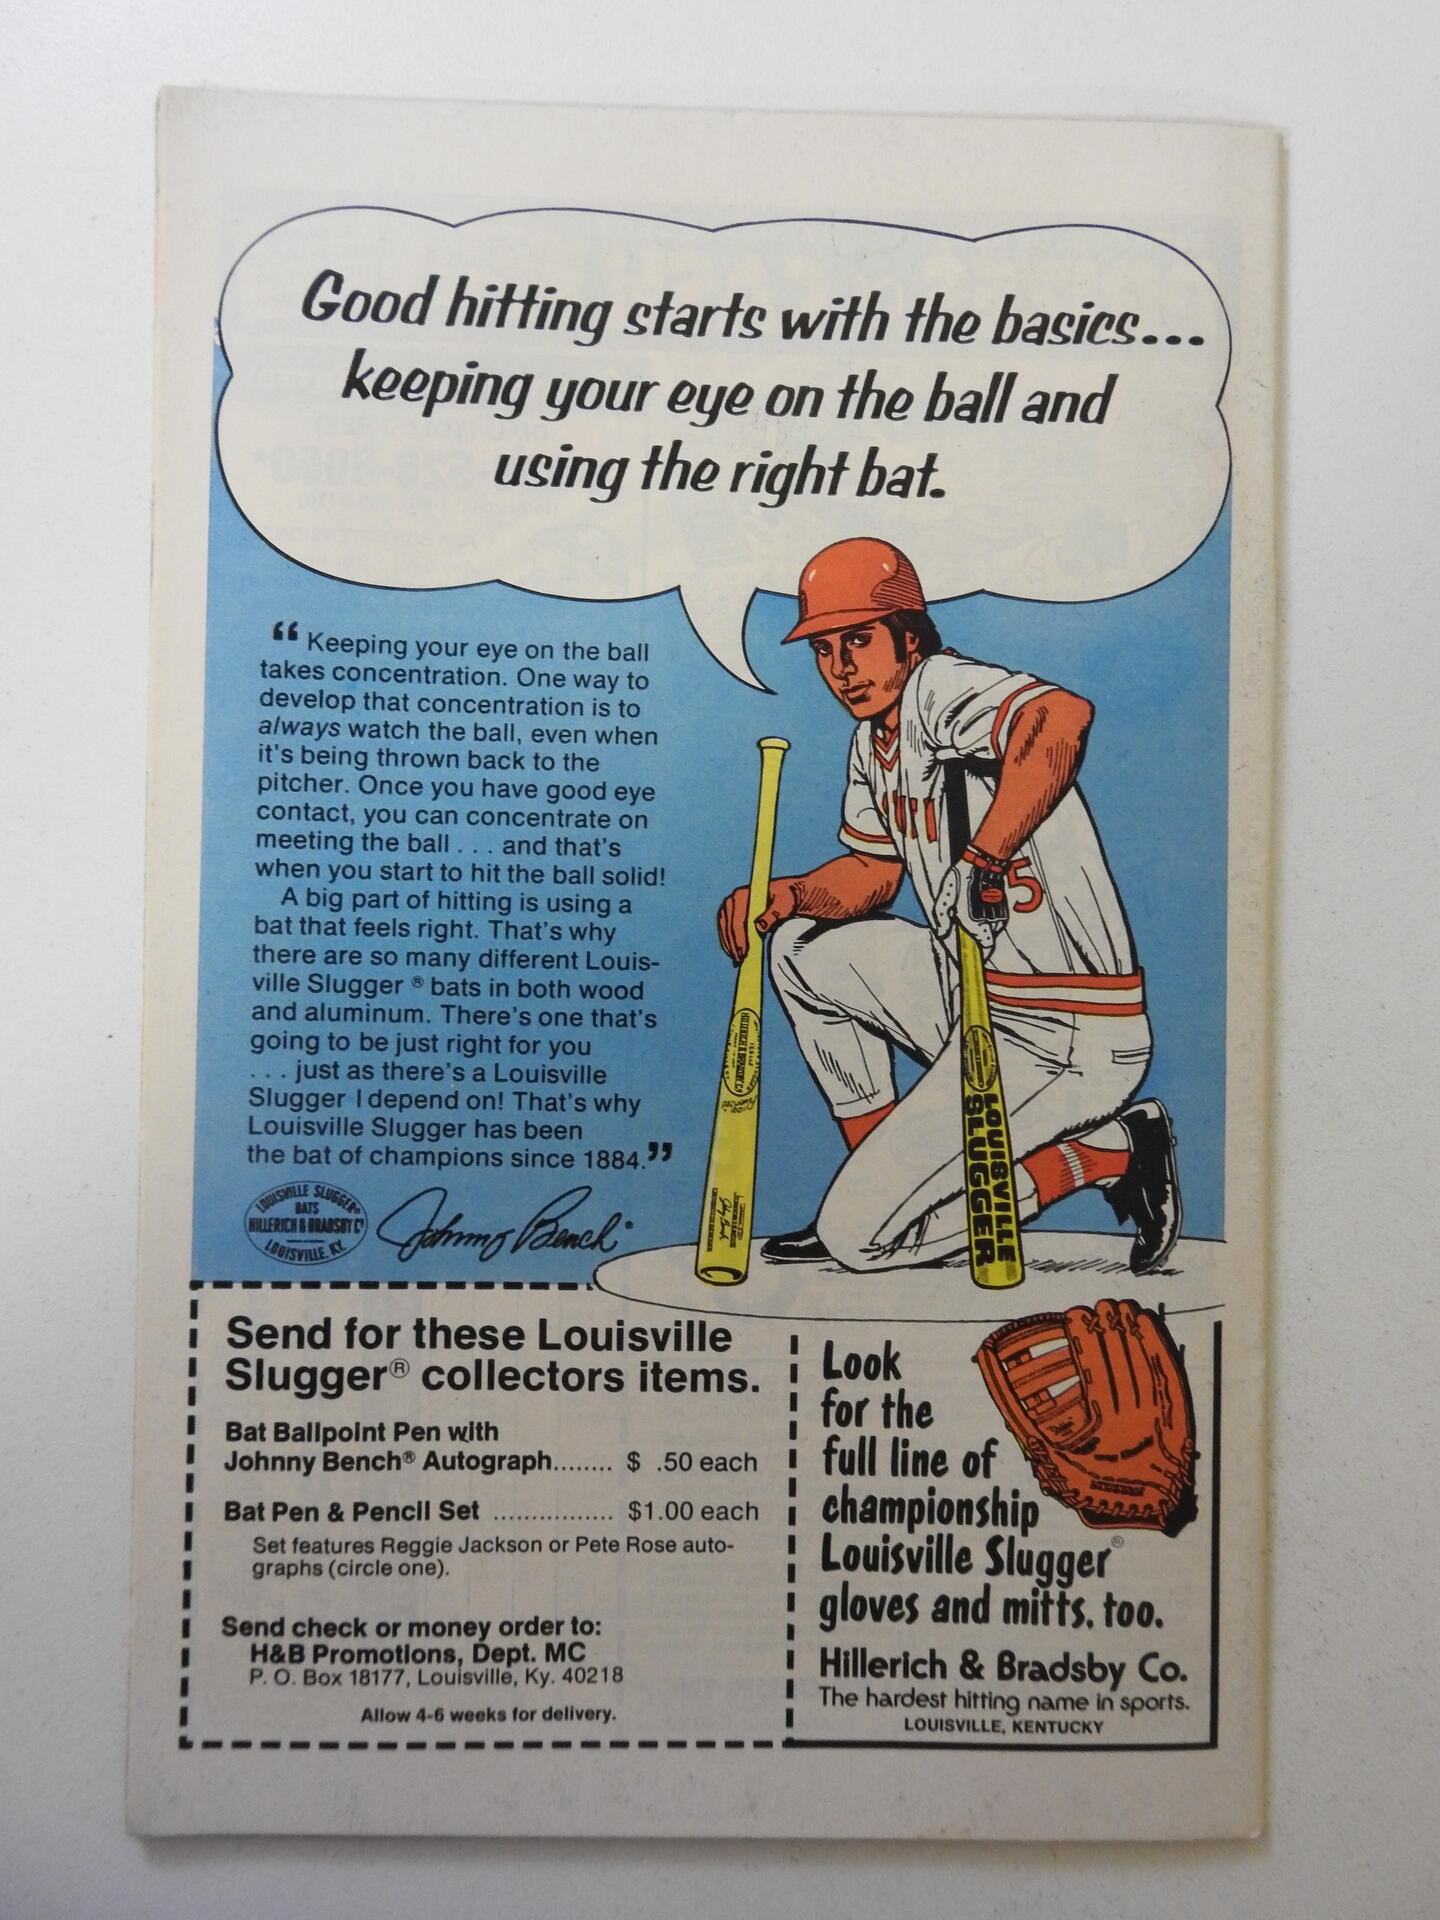 Good hitting starts with the basics...
keeping your eye on the ball and
using the right bat.
“ Keeping your eye on the ball
takes concentration. One way to
develop that concentration is to
always watch the ball, even when
it's being thrown back to the
pitcher. Once you have good eye
contact, you can concentrate on
meeting the ball . . . and that's
when you start to hit the ball solid!
A big part of hitting is using a
bat that feels right. That's why
there are so many different Louis-
ville Slugger ® bats in both wood
and aluminum. There's one that's
going to be just right for you
. . . just as there's a Louisville
Slugger I depend on! That's why
Louisville Slugger has been
the bat of champions since 1884.”
LOUISVILLE SLUGGER®
BATS
HILLERICH & BRADSBY Cº
LOUISVILLE, KY.
Johnny Bench
5
HILLERICH & BRADSBY Cº
LOUISVILLE
SLUGGER
Send for these Louisville
Slugger® collectors items.
Bat Ballpoint Pen with
Johnny Bench® Autograph........ $ .50 each
Bat Pen & Pencil Set ................ $1.00 each
Set features Reggie Jackson or Pete Rose auto-
graphs (circle one).
Send check or money order to:
H&B Promotions, Dept. MC
P. O. Box 18177, Louisville, Ky. 40218
Allow 4-6 weeks for delivery.
Look
for the
full line of
championship
Louisville Slugger®
gloves and mitts, too.
Hillerich & Bradsby Co.
The hardest hitting name in sports.
LOUISVILLE, KENTUCKY